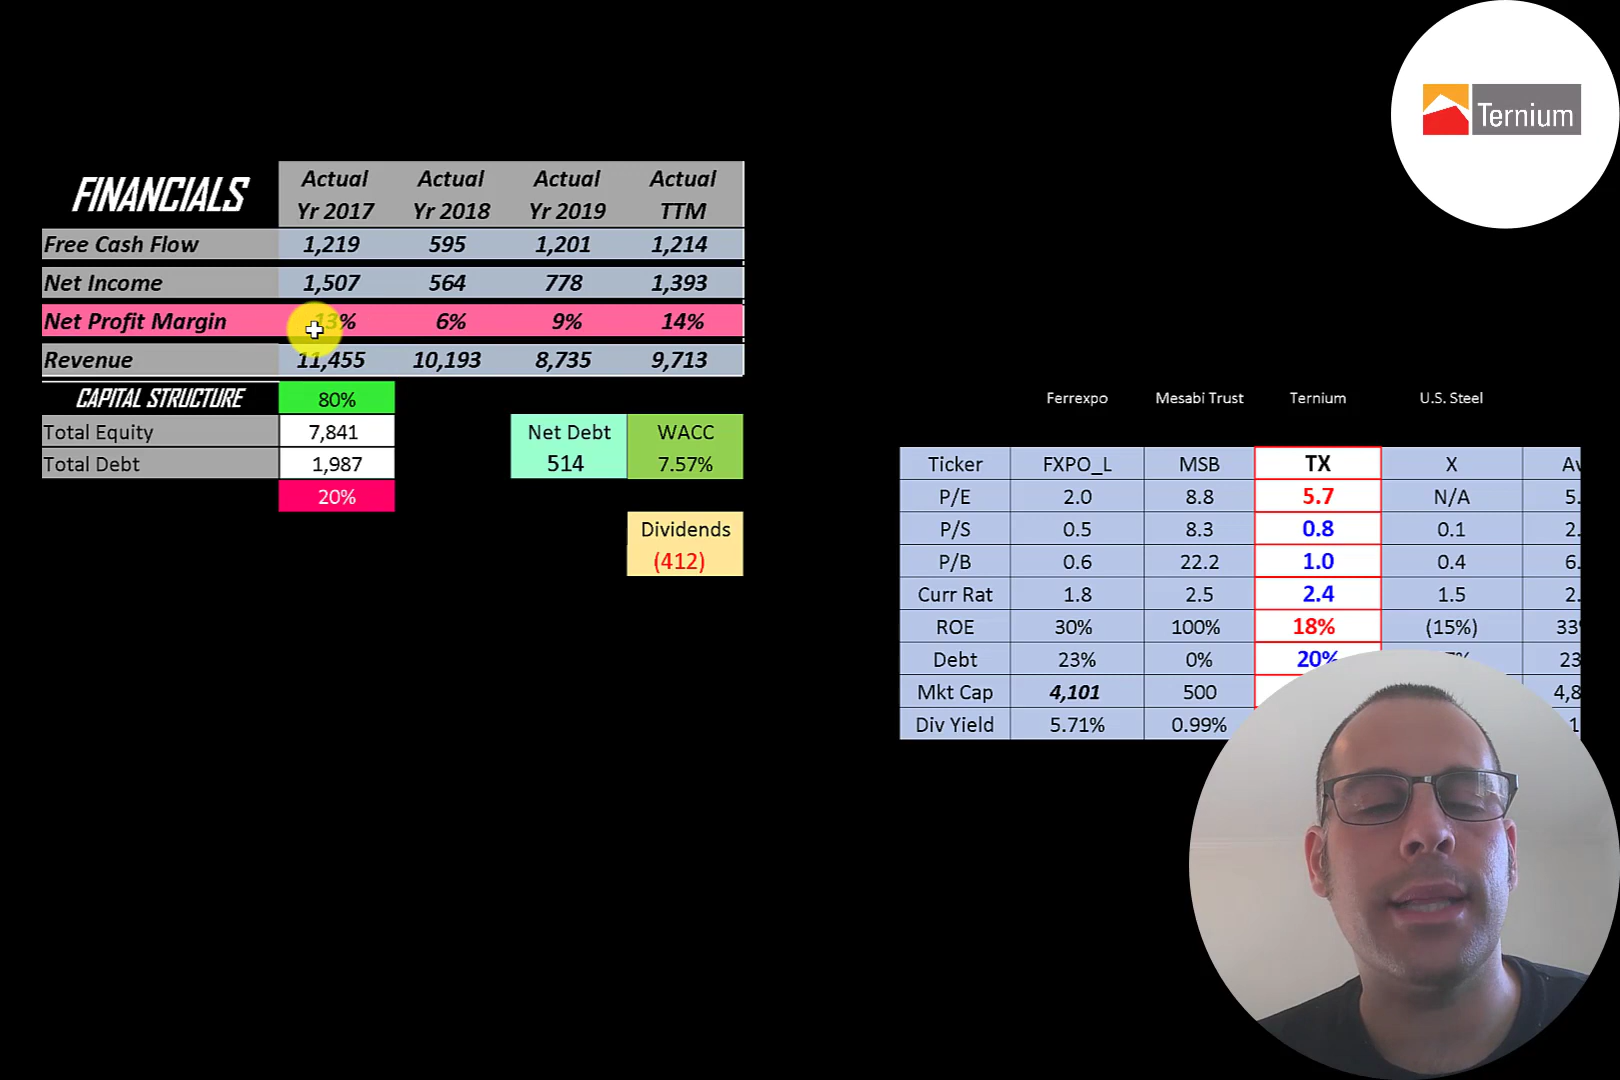 Ternium
FINANCIALS Actual Yr 2017 Actual Yr 2018 Actual Yr 2019 Actual TTM
Free Cash Flow 1,219 595 1,201 1,214
Net Income 1,507 564 778 1,393
Net Profit Margin 13% 6% 9% 14%
Revenue 11,455 10,193 8,735 9,713
CAPITAL STRUCTURE 80%
Total Equity 7,841
Total Debt 1,987
20%
Net Debt WACC
514 7.57%
Dividends
(412)
Ferrexpo Mesabi Trust Ternium U.S. Steel
Ticker FXPO_L MSB TX X
P/E 2.0 8.8 5.7 N/A
P/S 0.5 8.3 0.8 0.1
P/B 0.6 22.2 1.0 0.4
Curr Rat 1.8 2.5 2.4 1.5
ROE 30% 100% 18% (15%)
Debt 23% 0% 20%
Mkt Cap 4,101 500
Div Yield 5.71% 0.99%